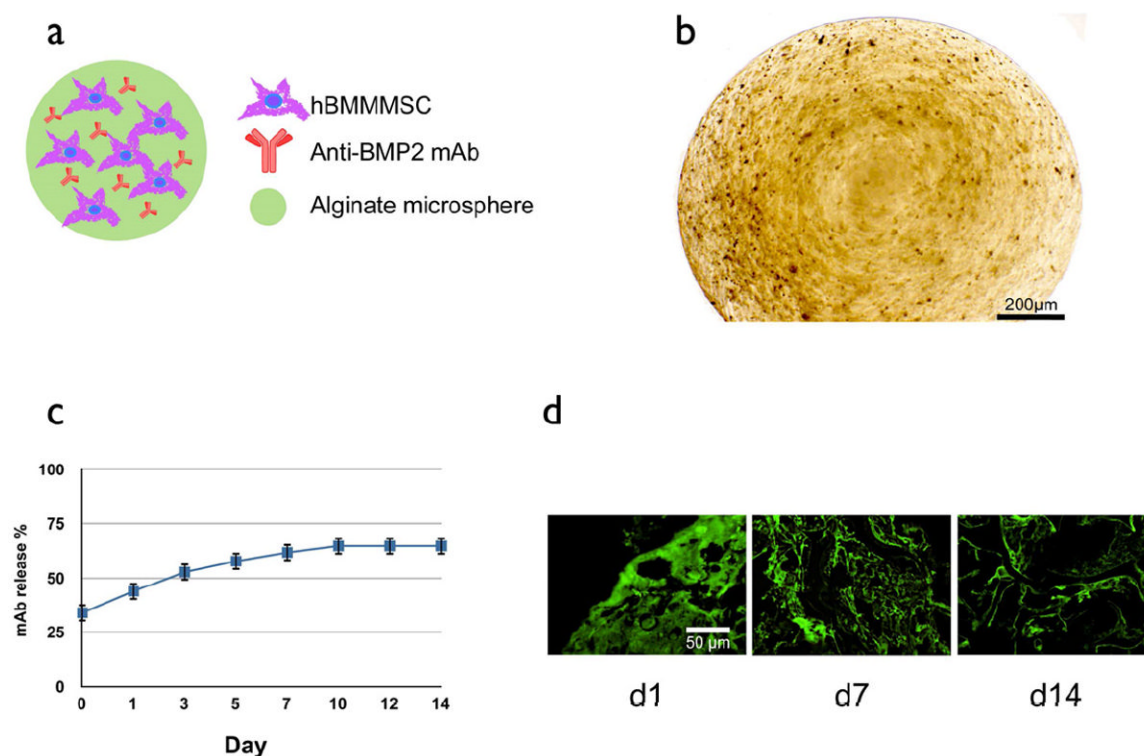 a
hBMMMSC
Anti-BMP2 mAb
Alginate microsphere
b
200μm
c
mAb release %
100
75
50
25
0
0 1 3 5 7 10 12 14
Day
d
50 μm
d1 d7 d14